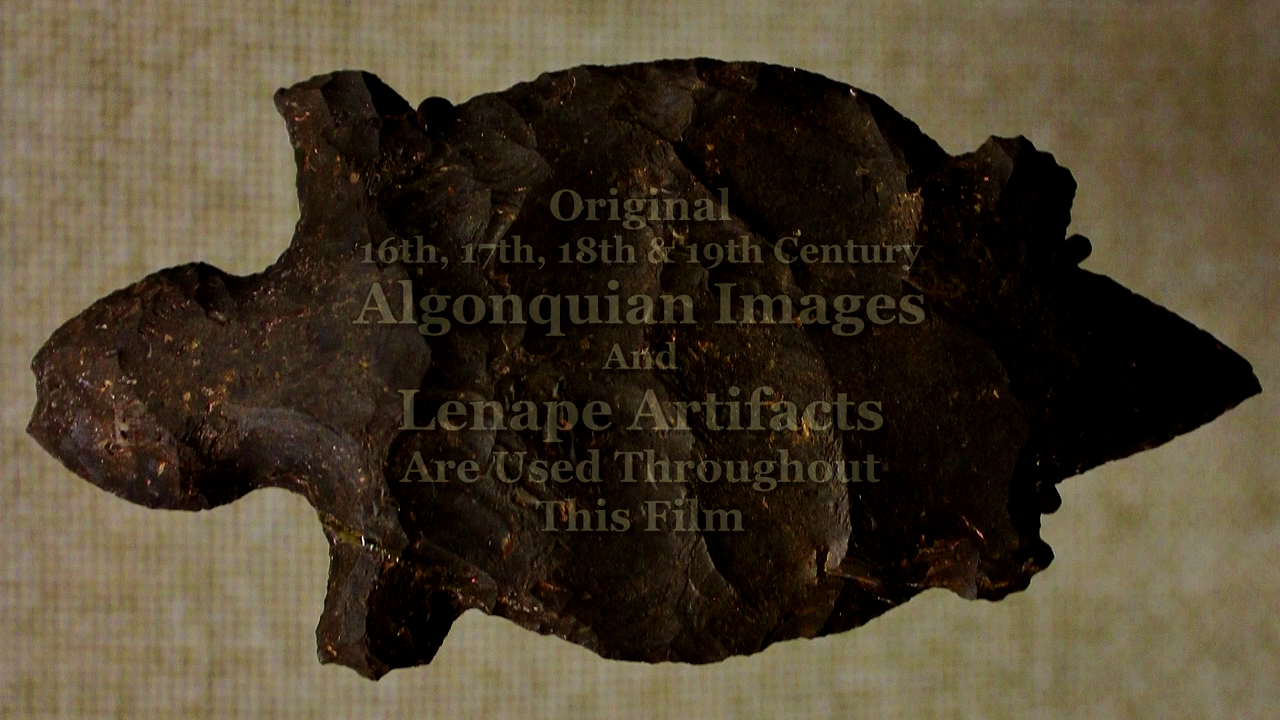 Original
16th, 17th, 18th & 19th Century
Algonquian Images
And
Lenape Artifacts
Are Used Throughout
This Film